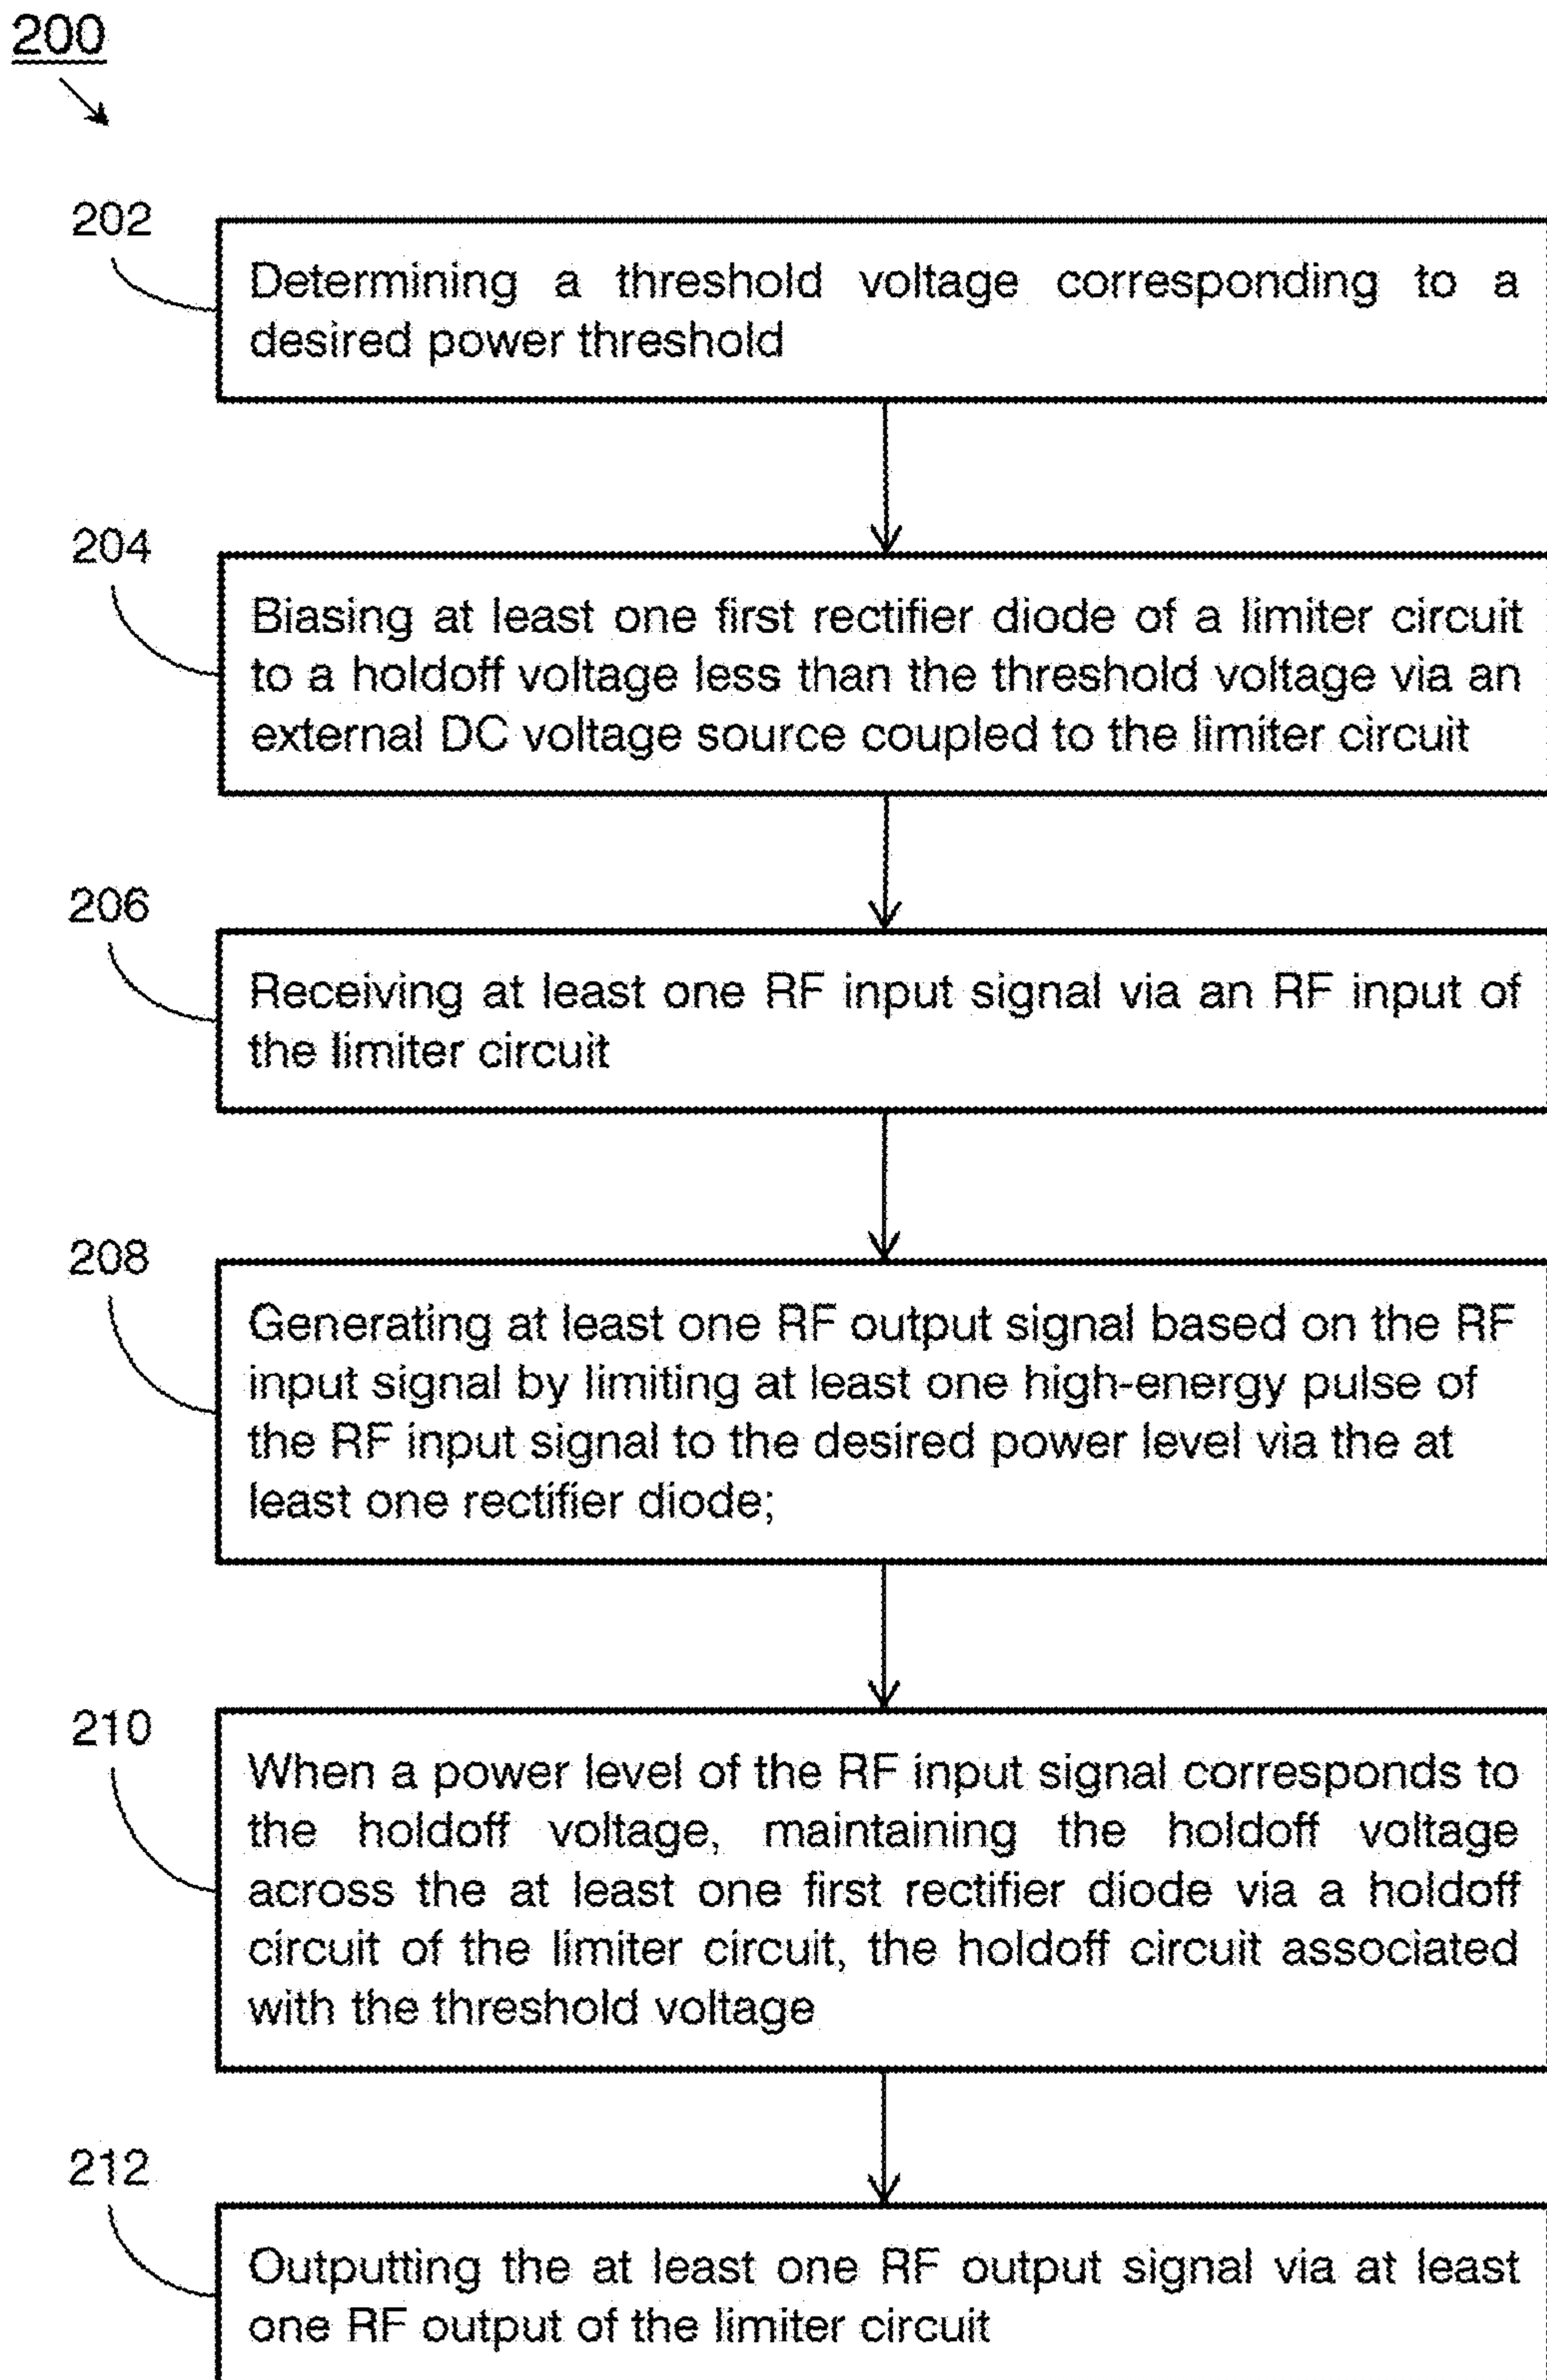 200
202
Determining a threshold voltage corresponding to a
desired power threshold
204
Biasing at least one first rectifier diode of a limiter circuit
to a holdoff voltage less than the threshold voltage via an
external DC voltage source coupled to the limiter circuit
206
Receiving at least one RF input signal via an RF input of
the limiter circuit
208
Generating at least one RF output signal based on the RF
input signal by limiting at least one high-energy pulse of
the RF input signal to the desired power level via the at
least one rectifier diode;
210
When a power level of the RF input signal corresponds to
the holdoff voltage, maintaining the holdoff voltage
across the at least one first rectifier diode via a holdoff
circuit of the limiter circuit, the holdoff circuit associated
with the threshold voltage
212
Outputting the at least one RF output signal via at least
one RF output of the limiter circuit